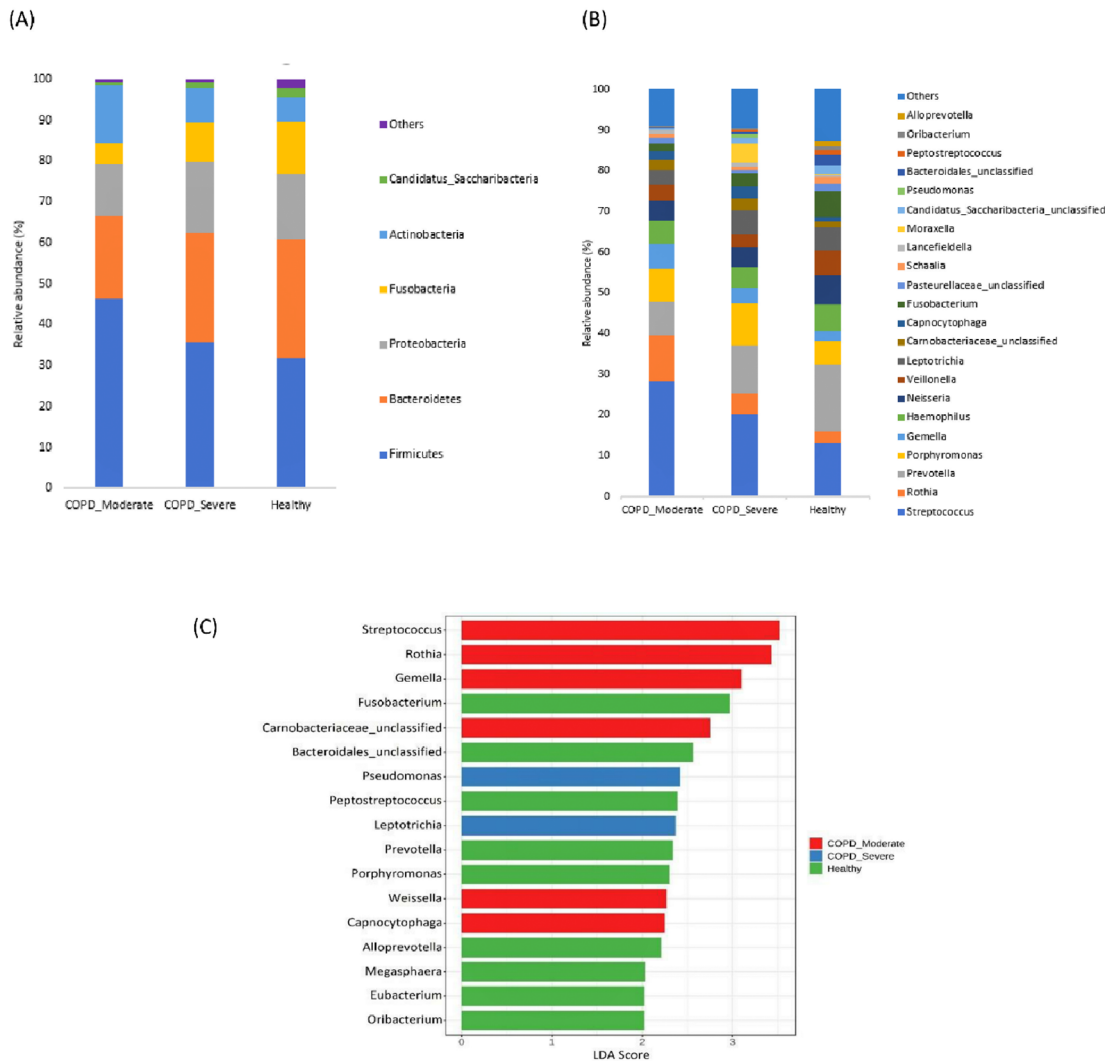 (A)
(B)
Relative abundance (%)
100
90
80
70
60
50
40
30
20
10
0
COPD_Moderate COPD_Severe Healthy
Others
Candidatus_Saccharibacteria
Actinobacteria
Fusobacteria
Proteobacteria
Bacteroidetes
Firmicutes
Relative abundance (%)
100
90
80
70
60
50
40
30
20
10
0
COPD_Moderate COPD_Severe Healthy
Others
Alloprevotella
Oribacterium
Peptostreptococcus
Bacteroidales_unclassified
Pseudomonas
Candidatus_Saccharibacteria_unclassified
Moraxella
Lancefieldella
Schaalia
Pasteurellaceae_unclassified
Fusobacterium
Capnocytophaga
Carnobacteriaceae_unclassified
Leptotrichia
Veillonella
Neisseria
Haemophilus
Gemella
Porphyromonas
Prevotella
Rothia
Streptococcus
(C)
Streptococcus
Rothia
Gemella
Fusobacterium
Carnobacteriaceae_unclassified
Bacteroidales_unclassified
Pseudomonas
Peptostreptococcus
Leptotrichia
Prevotella
Porphyromonas
Weissella
Capnocytophaga
Alloprevotella
Megasphaera
Eubacterium
Oribacterium
0 1 2 3
LDA Score
COPD_Moderate
COPD_Severe
Healthy